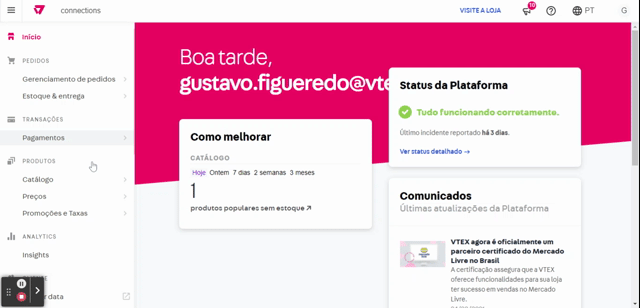 connections
VISITE A LOJA
10
PT
G
Início
PEDIDOS
Gerenciamento de pedidos
Estoque & entrega
TRANSAÇÕES
Pagamentos
PRODUTOS
Catálogo
Preços
Promoções e Taxas
ANALYTICS
Insights
r data
Boa tarde,
gustavo.figueredo@vte
Como melhorar
CATÁLOGO
Hoje Ontem 7 dias 2 semanas 3 meses
1
produtos populares sem estoque ↗
Status da Plataforma
Tudo funcionando corretamente.
Último incidente reportado há 3 dias.
Ver status detalhado →
Comunicados
Últimas atualizações da Plataforma
VTEX agora é oficialmente um
parceiro certificado do Mercado
Livre no Brasil
A certificação assegura que a VTEX
oferece funcionalidades para sua loja
ter sucesso em vendas no Mercado
Livre.